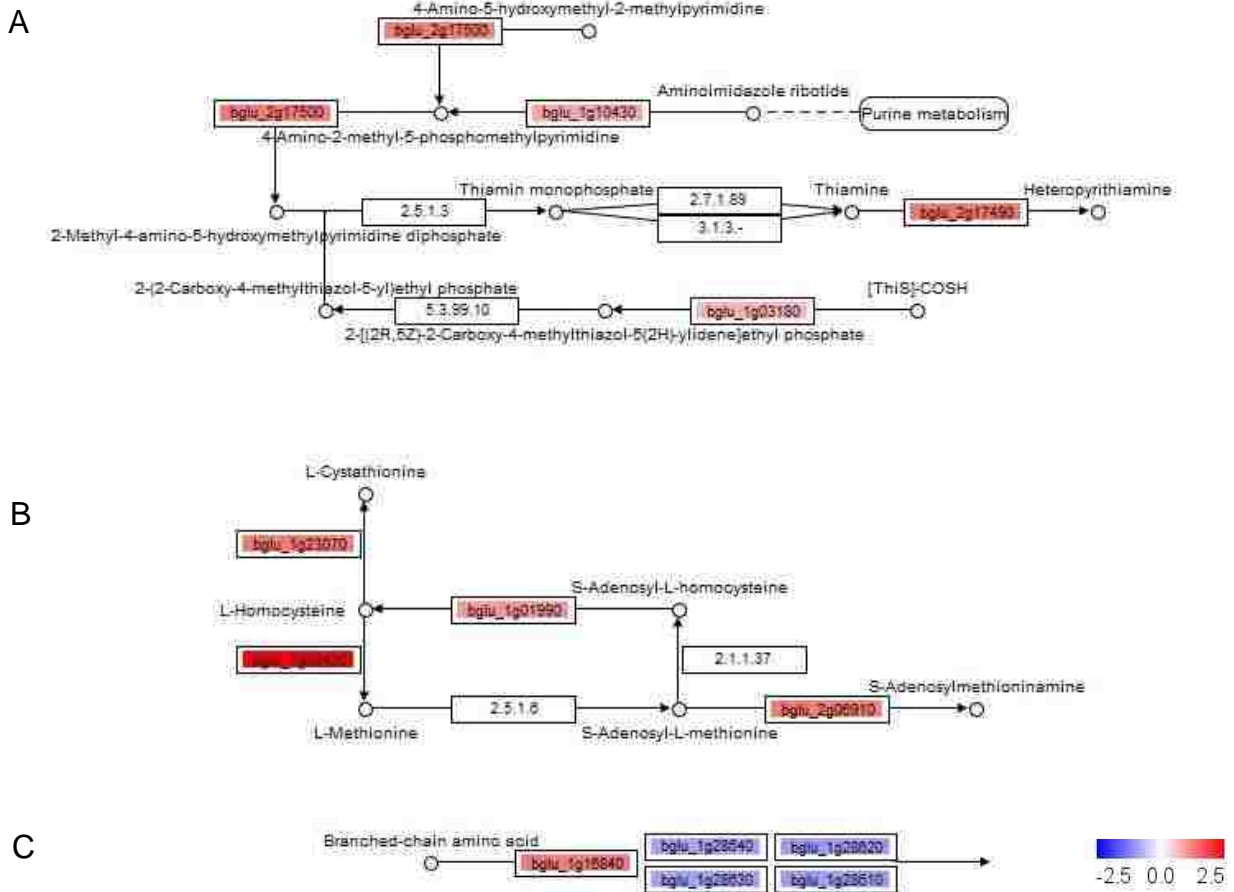 A
4-Amino-5-hydroxymethyl-2-methylpyrimidine
bglu_2g17500
Aminoimidazole ribotide
bglu_2g17500
bglu_1g10430
Purine metabolism
4-Amino-2-methyl-5-phosphomethylpyrimidine
Thiamin monophosphate
2.7.1.89
Thiamine
Heteropyrithiamine
2.5.1.3
bglu_2g17490
3.1.3.-
2-Methyl-4-amino-5-hydroxymethylpyrimidine diphosphate
2-(2-Carboxy-4-methylthiazol-5-yl)ethyl phosphate
[ThiS]-COSH
5.3.99.10
bglu_1g03180
2-[(2R,5Z)-2-Carboxy-4-methylthiazol-5(2H)-ylidene]ethyl phosphate
L-Cystathionine
B
bglu_1g23070
S-Adenosyl-L-homocysteine
L-Homocysteine
bglu_1g01990
2.1.1.37
S-Adenosylmethioninamine
2.5.1.6
bglu_2g06910
L-Methionine
S-Adenosyl-L-methionine
C
Branched-chain amino acid
bglu_1g28640
bglu_1g28620
bglu_1g16840
bglu_1g28630
bglu_1g28610
-2.5 0.0 2.5